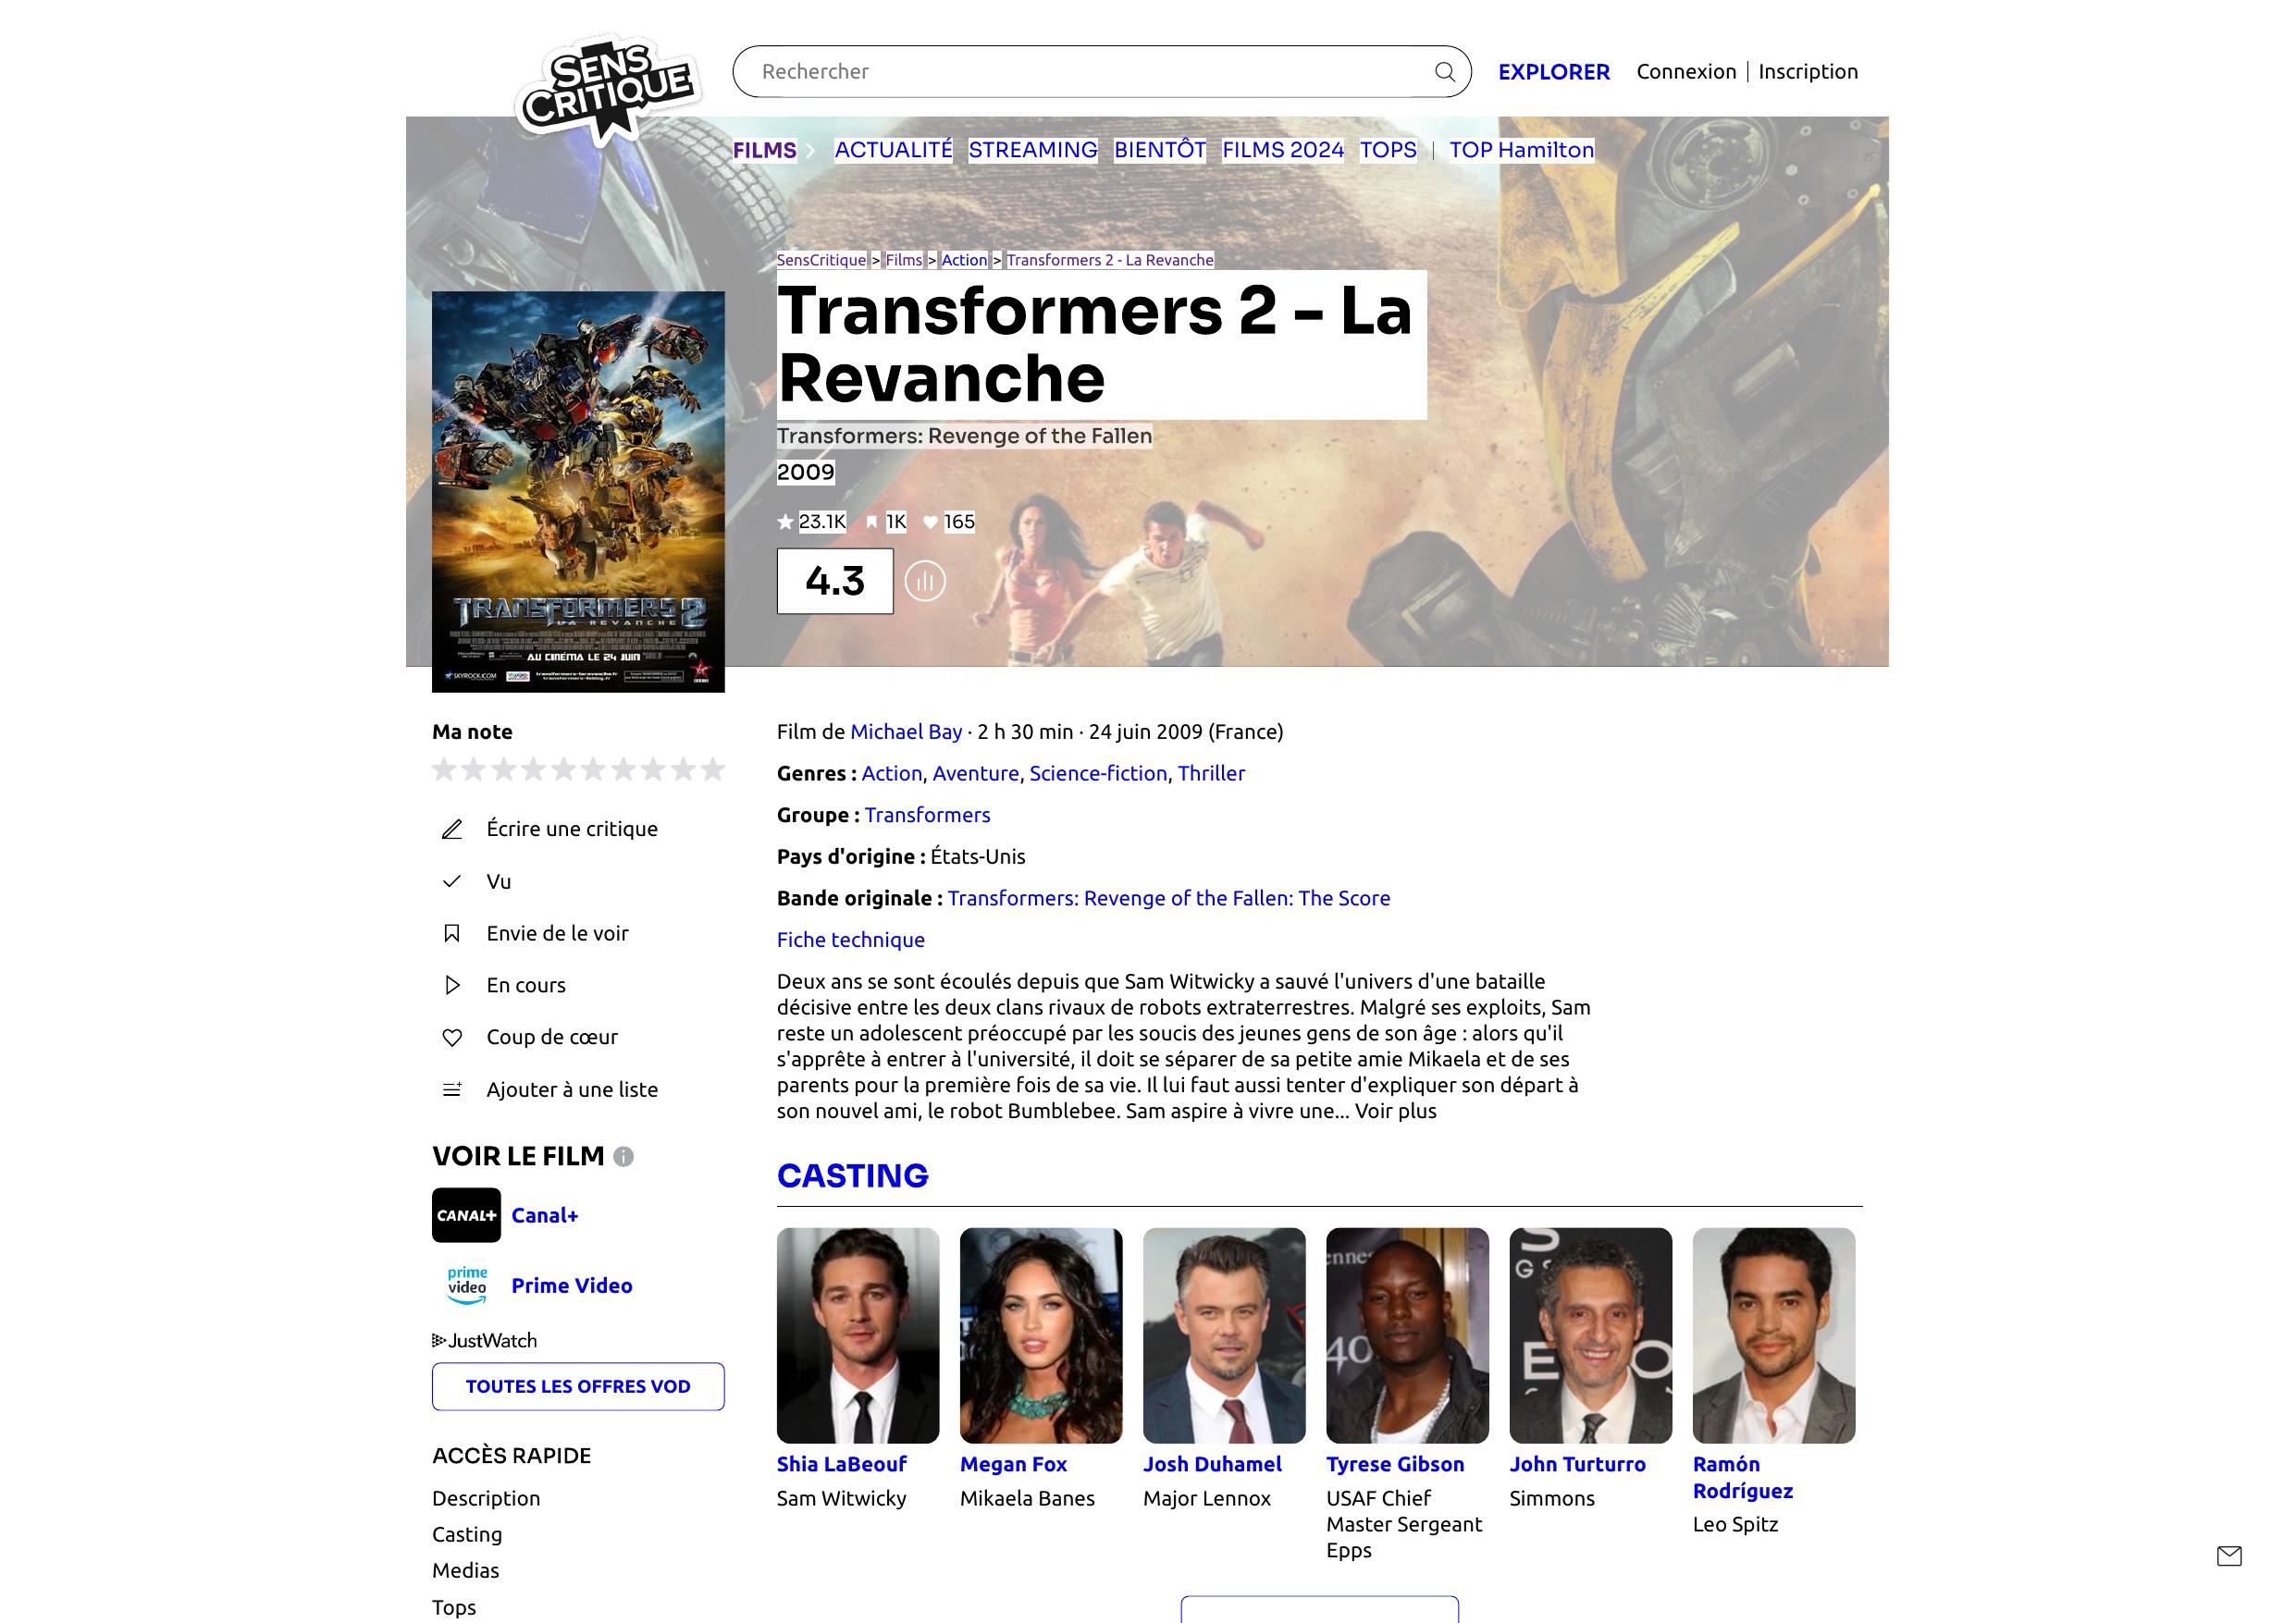 SENS
CRITIQUE
Rechercher
EXPLORER
Connexion | Inscription
FILMS
ACTUALITÉ
STREAMING
BIENTÔT
FILMS 2024
TOPS
|
TOP Hamilton
SensCritique > Films > Action > Transformers 2 - La Revanche
Transformers 2 - La
Revanche
Transformers: Revenge of the Fallen
2009
23.1K
1K
165
4.3
TRANSFORMERS 2
LA REVANCHE
AU CINÉMA LE 24 JUIN
SKYROCK.COM
Ma note
Écrire une critique
Vu
Envie de le voir
En cours
Coup de cœur
Ajouter à une liste
VOIR LE FILM
CANAL+
Canal+
prime
video
Prime Video
JustWatch
TOUTES LES OFFRES VOD
ACCÈS RAPIDE
Description
Casting
Medias
Tops
Film de Michael Bay · 2 h 30 min · 24 juin 2009 (France)
Genres : Action, Aventure, Science-fiction, Thriller
Groupe : Transformers
Pays d'origine : États-Unis
Bande originale : Transformers: Revenge of the Fallen: The Score
Fiche technique
Deux ans se sont écoulés depuis que Sam Witwicky a sauvé l'univers d'une bataille
décisive entre les deux clans rivaux de robots extraterrestres. Malgré ses exploits, Sam
reste un adolescent préoccupé par les soucis des jeunes gens de son âge : alors qu'il
s'apprête à entrer à l'université, il doit se séparer de sa petite amie Mikaela et de ses
parents pour la première fois de sa vie. Il lui faut aussi tenter d'expliquer son départ à
son nouvel ami, le robot Bumblebee. Sam aspire à vivre une... Voir plus
CASTING
Shia LaBeouf
Sam Witwicky
Megan Fox
Mikaela Banes
Josh Duhamel
Major Lennox
Tyrese Gibson
USAF Chief
Master Sergeant
Epps
John Turturro
Simmons
Ramón
Rodríguez
Leo Spitz